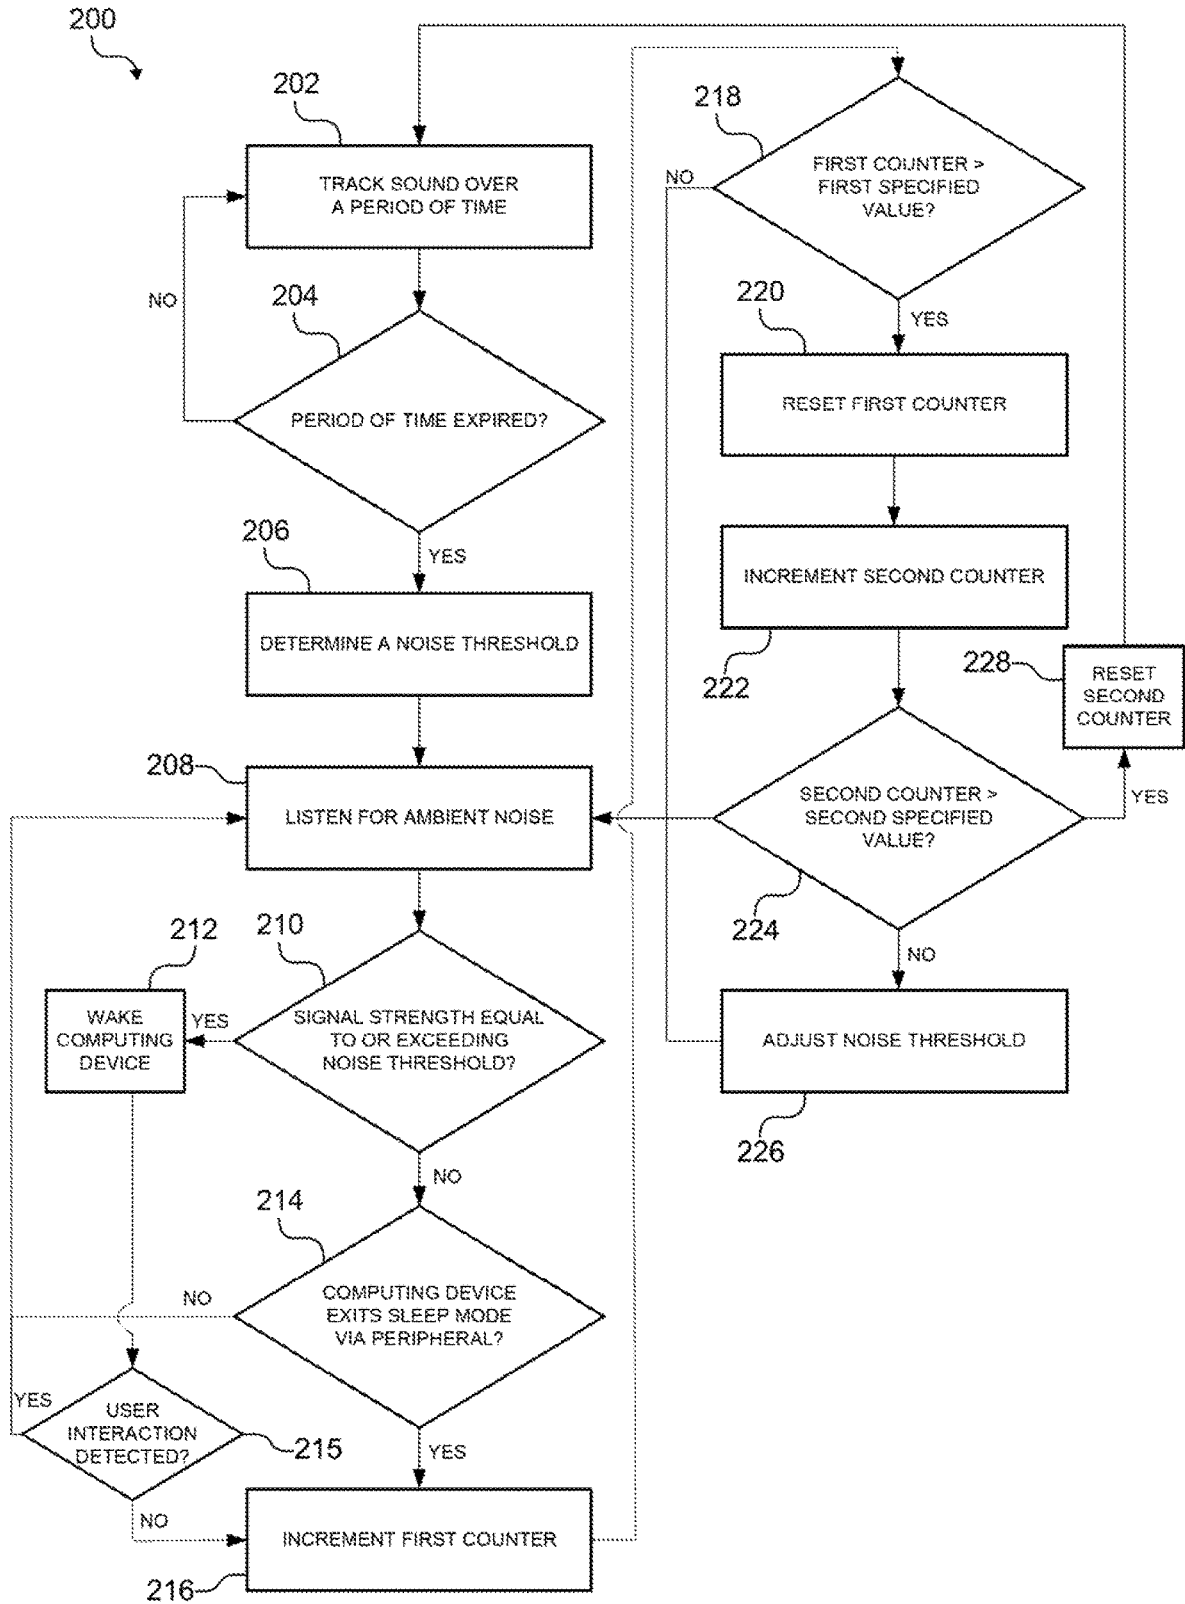 200
202
TRACK SOUND OVER
A PERIOD OF TIME
NO
204
PERIOD OF TIME EXPIRED?
YES
206
DETERMINE A NOISE THRESHOLD
208
LISTEN FOR AMBIENT NOISE
210
SIGNAL STRENGTH EQUAL
TO OR EXCEEDING
NOISE THRESHOLD?
YES
212
WAKE
COMPUTING
DEVICE
NO
214
COMPUTING DEVICE
EXITS SLEEP MODE
VIA PERIPHERAL?
NO
YES
USER
INTERACTION
DETECTED?
215
YES
NO
INCREMENT FIRST COUNTER
216
218
FIRST COUNTER >
FIRST SPECIFIED
VALUE?
NO
YES
220
RESET FIRST COUNTER
INCREMENT SECOND COUNTER
222
228
RESET
SECOND
COUNTER
SECOND COUNTER >
SECOND SPECIFIED
VALUE?
YES
224
NO
ADJUST NOISE THRESHOLD
226